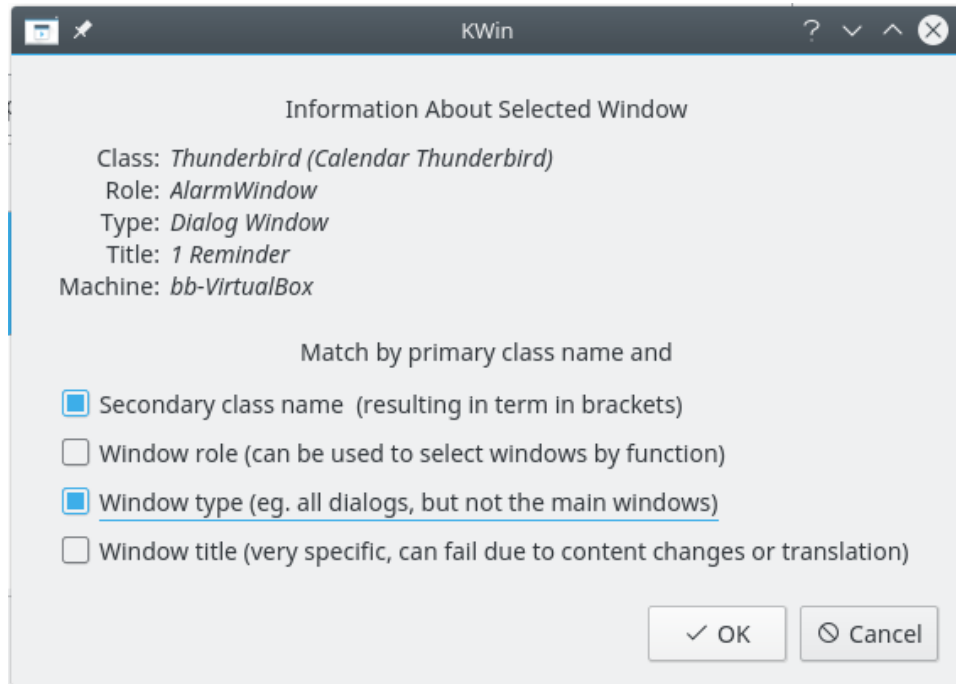 KWin
Information About Selected Window
Class: Thunderbird (Calendar Thunderbird)
Role: AlarmWindow
Type: Dialog Window
Title: 1 Reminder
Machine: bb-VirtualBox
Match by primary class name and
Secondary class name (resulting in term in brackets)
Window role (can be used to select windows by function)
Window type (eg. all dialogs, but not the main windows)
Window title (very specific, can fail due to content changes or translation)
OK Cancel